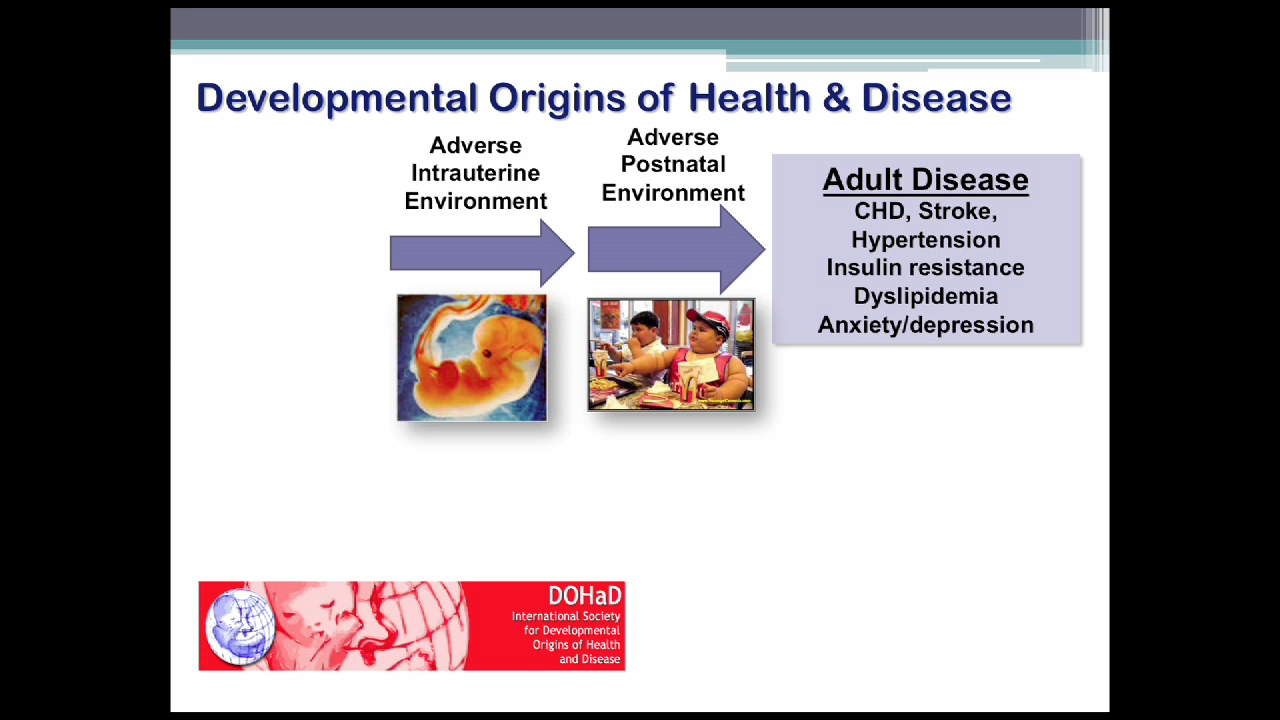 Developmental Origins of Health & Disease
Adverse
Intrauterine
Environment
Adverse
Postnatal
Environment
Adult Disease
CHD, Stroke,
Hypertension
Insulin resistance
Dyslipidemia
Anxiety/depression
DOHaD
International Society
for Developmental
Origins of Health
and Disease